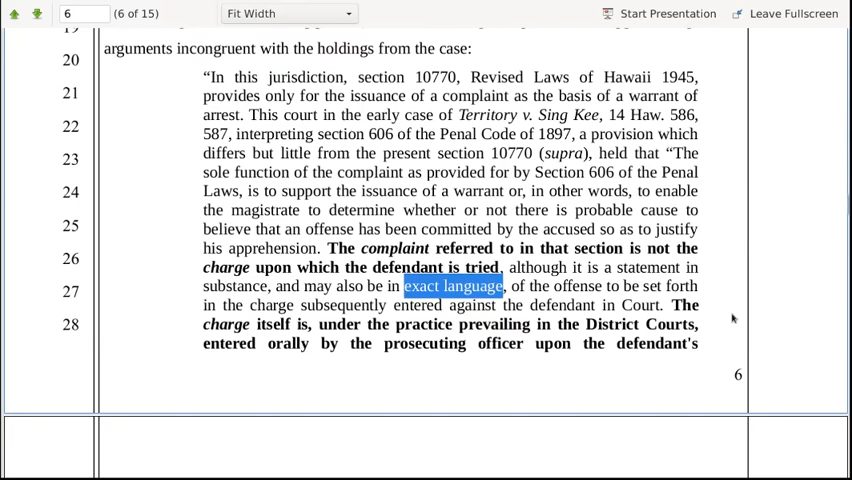 6
(6 of 15)
Fit Width
Start Presentation
Leave Fullscreen
19
20
arguments incongruent with the holdings from the case:
“In this jurisdiction, section 10770, Revised Laws of Hawaii 1945,
21
provides only for the issuance of a complaint as the basis of a warrant of
arrest. This court in the early case of Territory v. Sing Kee, 14 Haw. 586,
22
587, interpreting section 606 of the Penal Code of 1897, a provision which
23
differs but little from the present section 10770 (supra), held that “The
sole function of the complaint as provided for by Section 606 of the Penal
24
Laws, is to support the issuance of a warrant or, in other words, to enable
the magistrate to determine whether or not there is probable cause to
25
believe that an offense has been committed by the accused so as to justify
his apprehension. The complaint referred to in that section is not the
26
charge upon which the defendant is tried, although it is a statement in
27
substance, and may also be in exact language, of the offense to be set forth
in the charge subsequently entered against the defendant in Court. The
28
charge itself is, under the practice prevailing in the District Courts,
entered orally by the prosecuting officer upon the defendant's
6